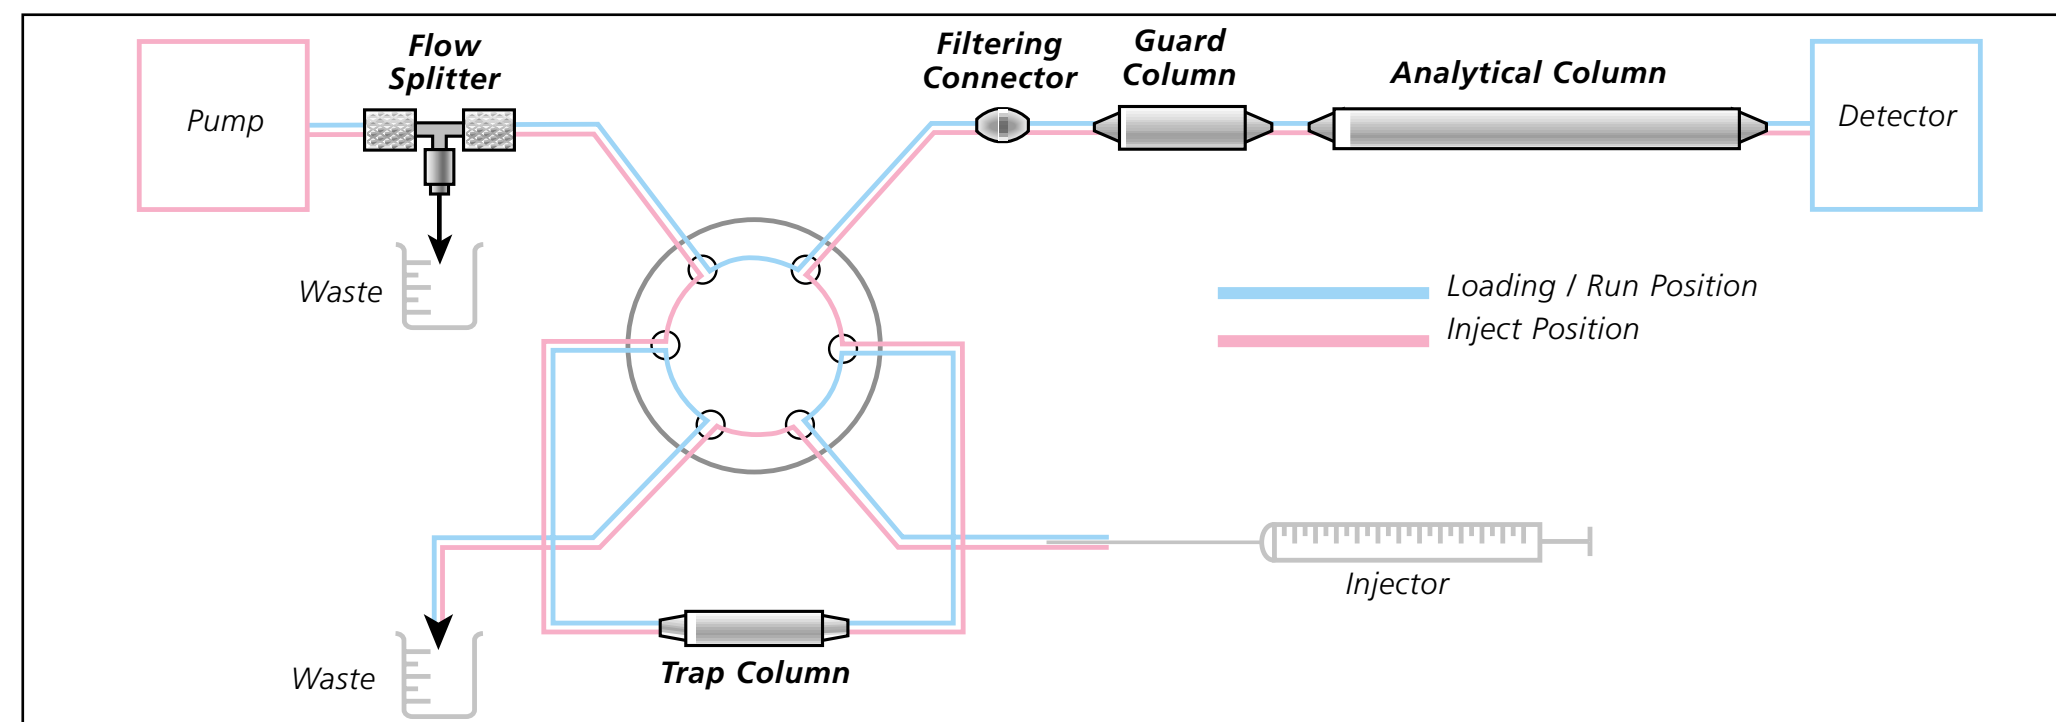 Flow
Splitter
Filtering
Connector
Guard
Column
Analytical Column
Pump
Detector
Waste
Loading / Run Position
Inject Position
Injector
Trap Column
Waste